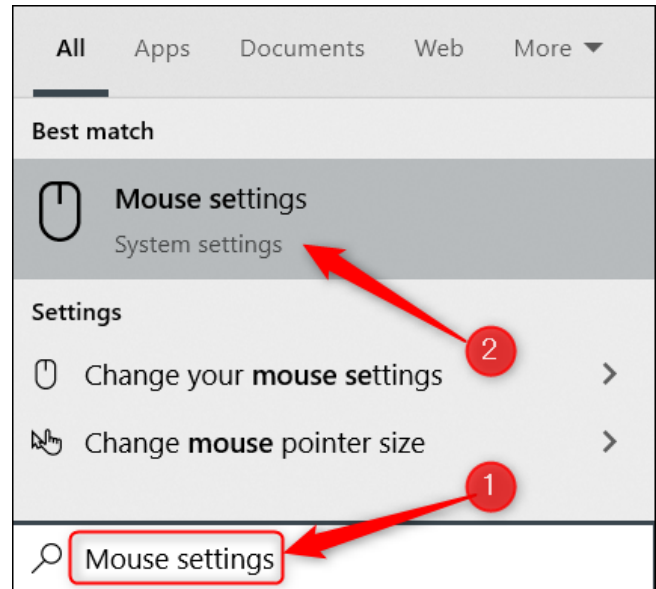 All Apps Documents Web More
Best match
Mouse settings
System settings
Settings
2
Change your mouse settings
Change mouse pointer size
1
Mouse settings